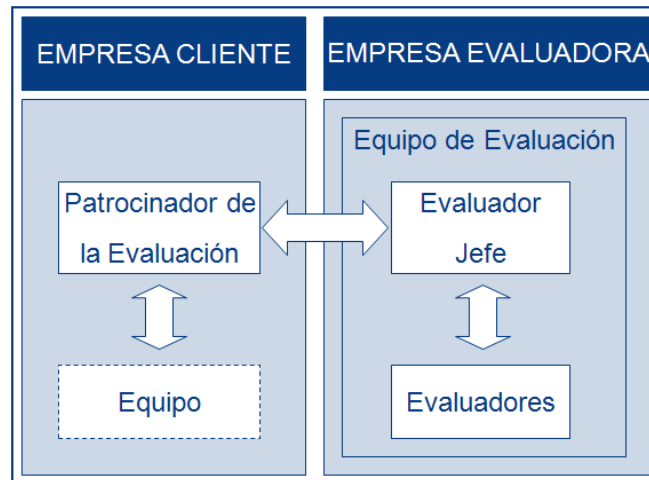 EMPRESA CLIENTE
EMPRESA EVALUADORA
Equipo de Evaluación
Patrocinador de
la Evaluación
Evaluador
Jefe
Equipo
Evaluadores